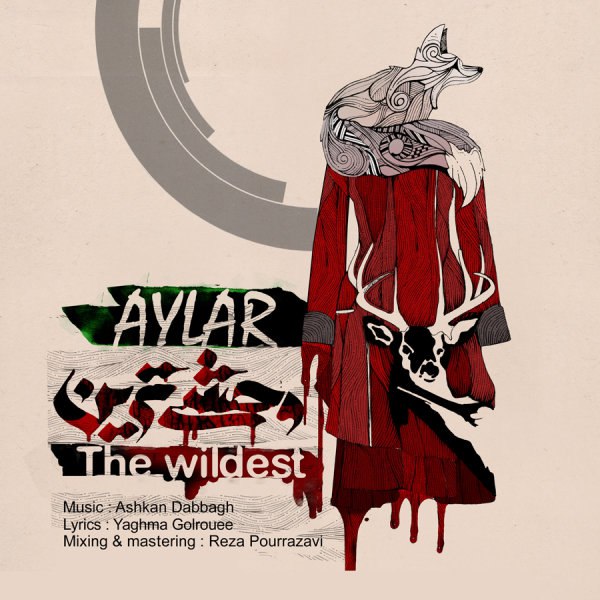 AYLAR
وحشی ترین
The wildest
Music : Ashkan Dabbagh
Lyrics : Yaghma Golrouee
Mixing & mastering : Reza Pourrazavi